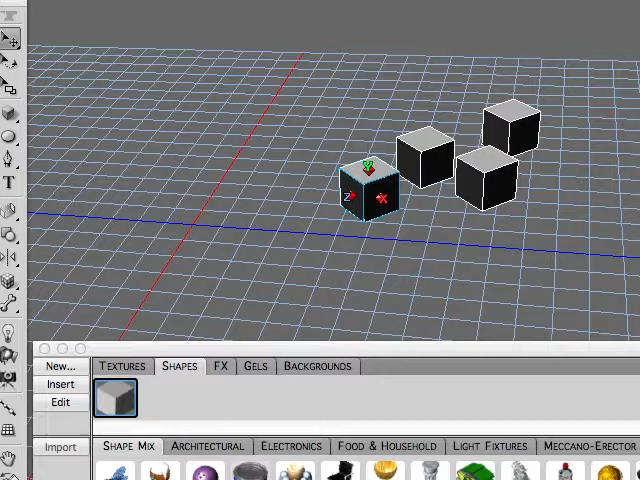 Y
Z
X
T
New...
TEXTURES
SHAPES
FX
GELS
BACKGROUNDS
Insert
Edit
Import
SHAPE MIX
ARCHITECTURAL
ELECTRONICS
FOOD & HOUSEHOLD
LIGHT FIXTURES
MECCANO-ERECTOR